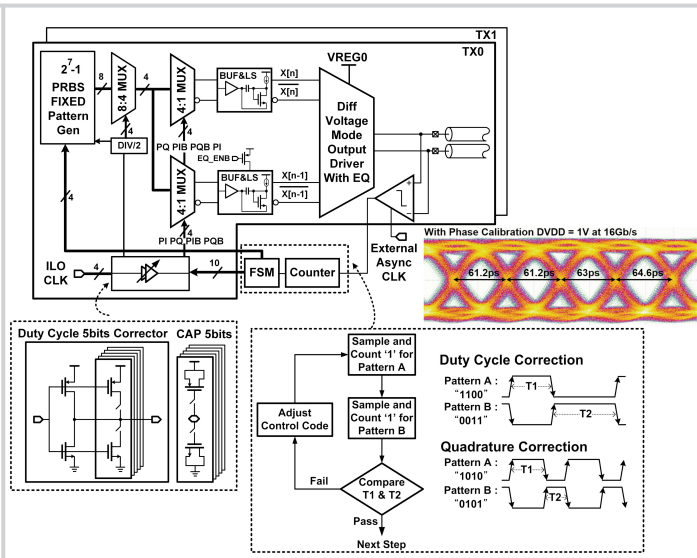 TX1
TX0
2^7-1
PRBS
FIXED
Pattern
Gen
8
8:4 MUX
4
4
DIV/2
4:1 MUX
4
PQ PIB PQB PI
4:1 MUX
4
PI PQ PIB PQB
BUF&LS
X[n]
X[n]
EQ_ENB
BUF&LS
X[n-1]
X[n-1]
VREG0
Diff
Voltage
Mode
Output
Driver
With EQ
+
−
External
Async
CLK
4
ILO
CLK
4
10
FSM
Counter
With Phase Calibration DVDD = 1V at 16Gb/s
61.2ps
61.2ps
63ps
64.6ps
Duty Cycle 5bits Corrector
CAP 5bits
Sample and
Count '1' for
Pattern A
Sample and
Count '1' for
Pattern B
Adjust
Control Code
Fail
Compare
T1 & T2
Pass
Next Step
Duty Cycle Correction
Pattern A :
"1100"
T1
Pattern B :
"0011"
T2
Quadrature Correction
Pattern A :
"1010"
T1
Pattern B :
"0101"
T2